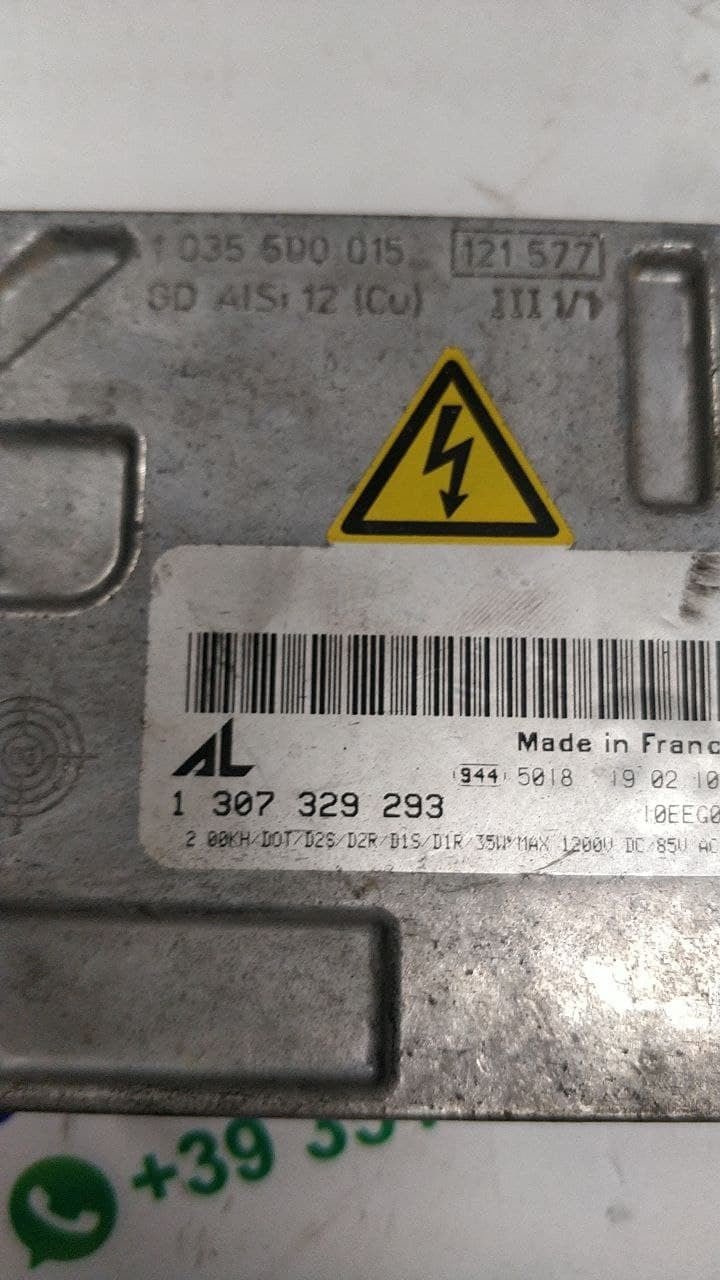 1 035 5D0 015
121 577
GD AlSi 12 (Cu)
III 1/1
AL
Made in Franc
944 5018 19 02 10
1 307 329 293
10EEG0
2 00KH/DOT/D2S/D2R/D1S/D1R/35W/MAX 1200V DC/85V AC
+39